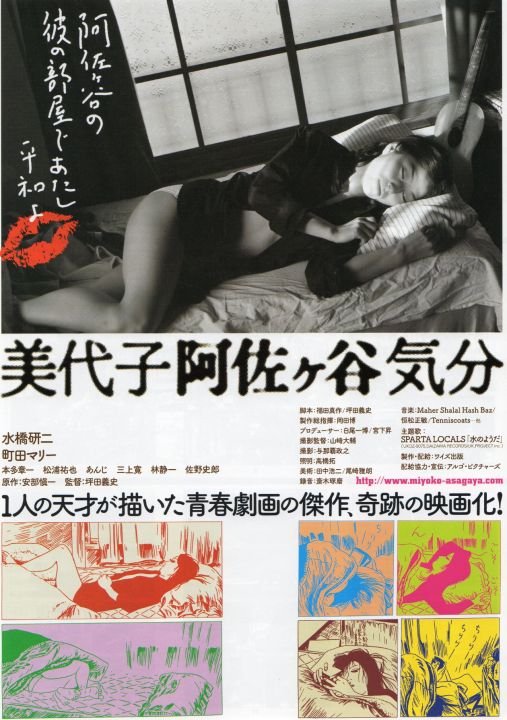 阿佐ヶ谷の
彼の部屋であたし
平和よ
美代子阿佐ヶ谷気分
水橋研二
町田マリー
本多章一 松浦祐也 あんじ 三上寛 林静一 佐野史郎
原作：安部慎一 監督：坪田義史
脚本：福田真作/坪田義史
製作総指揮：岡田博
プロデューサー：日尾一博/宮下昇
撮影監督：山崎大輔
撮影：与那覇政之
照明：高橋拓
美術：田中浩二/尾崎雅朗
録音：斎木琢磨
音楽：Maher Shalal Hash Baz/
恒松正敏/Tenniscoats…他
主題歌：
SPARTA LOCALS「水のようだ」
製作・配給：ワイズ出版
配給協力・宣伝：アルゴ・ピクチャーズ
http://www.miyoko-asagaya.com
1人の天才が描いた青春劇画の傑作、奇跡の映画化！